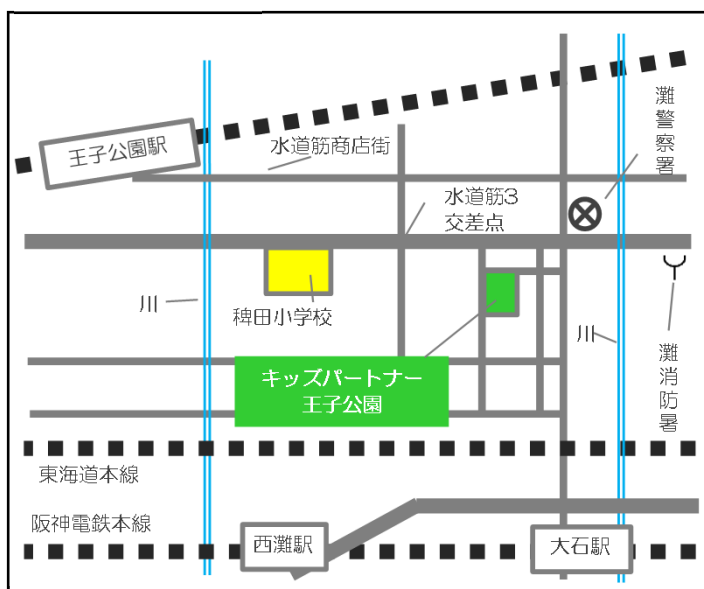 王子公園駅
水道筋商店街
灘警察署
水道筋3
交差点
川
稗田小学校
川
灘消防暑
キッズパートナー
王子公園
東海道本線
阪神電鉄本線
西灘駅
大石駅